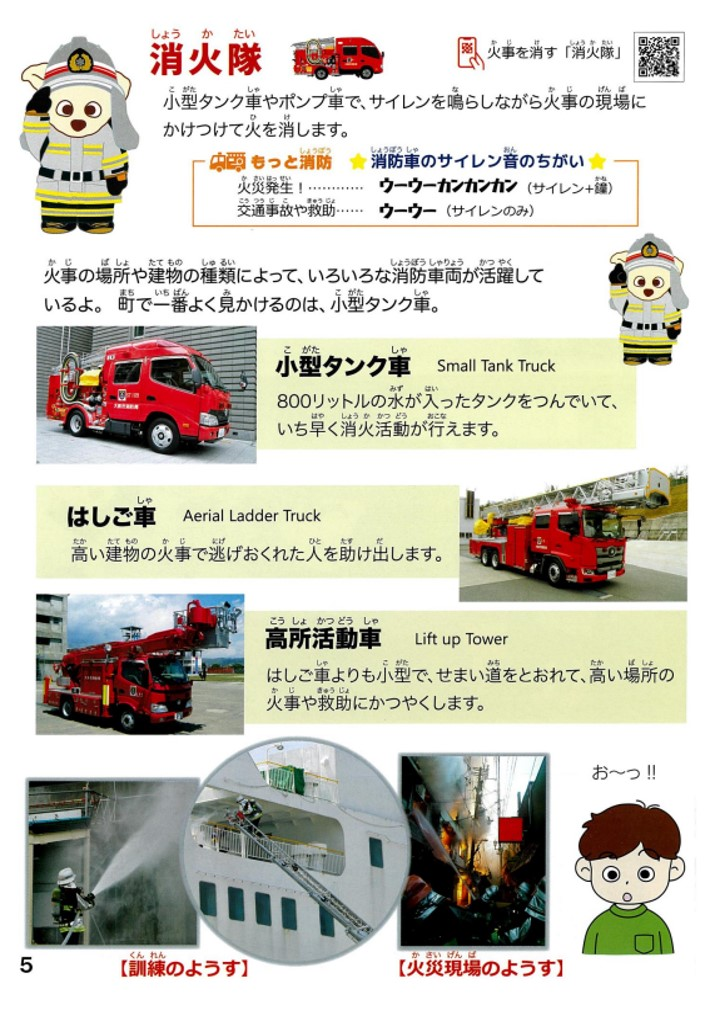 消火隊
火事を消す「消火隊」
小型タンク車やポンプ車で、サイレンを鳴らしながら火事の現場に
かけつけて火を消します。
もっと消防 消防車のサイレン音のちがい
火災発生！………… ウーウーカンカンカン（サイレン+鐘）
交通事故や救助…… ウーウー（サイレンのみ）
火事の場所や建物の種類によって、いろいろな消防車両が活躍して
いるよ。 町で一番よく見かけるのは、小型タンク車。
小型タンク車 Small Tank Truck
800リットルの水が入ったタンクをつんでいて、
いち早く消火活動が行えます。
はしご車 Aerial Ladder Truck
高い建物の火事で逃げおくれた人を助け出します。
高所活動車 Lift up Tower
はしご車よりも小型で、せまい道をとおれて、高い場所の
火事や救助にかつやくします。
お〜っ !!
【訓練のようす】
【火災現場のようす】
5